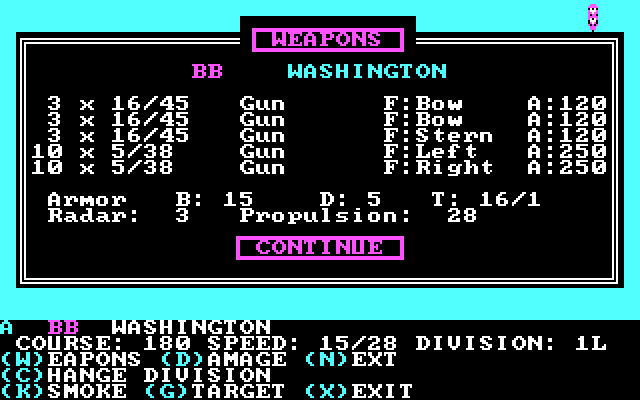 WEAPONS
BB WASHINGTON
3 x 16/45 Gun F:Bow A:120
3 x 16/45 Gun F:Bow A:120
3 x 16/45 Gun F:Stern A:120
10 x 5/38 Gun F:Left A:250
10 x 5/38 Gun F:Right A:250
Armor B: 15 D: 5 T: 16/1
Radar: 3 Propulsion: 28
CONTINUE
A BB WASHINGTON
COURSE: 180 SPEED: 15/28 DIVISION: 1L
(W)EAPONS (D)AMAGE (N)EXT
(C)HANGE DIVISION
(K)SMOKE (G)TARGET (X)EXIT